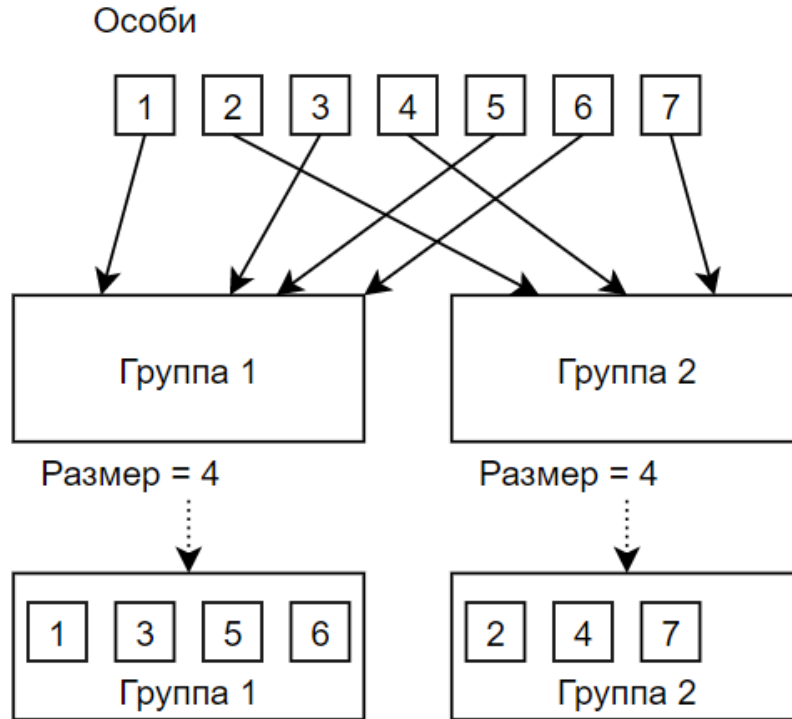 Особи
1 2 3 4 5 6 7
Группа 1 Группа 2
Размер = 4 Размер = 4
1 3 5 6 2 4 7
Группа 1 Группа 2